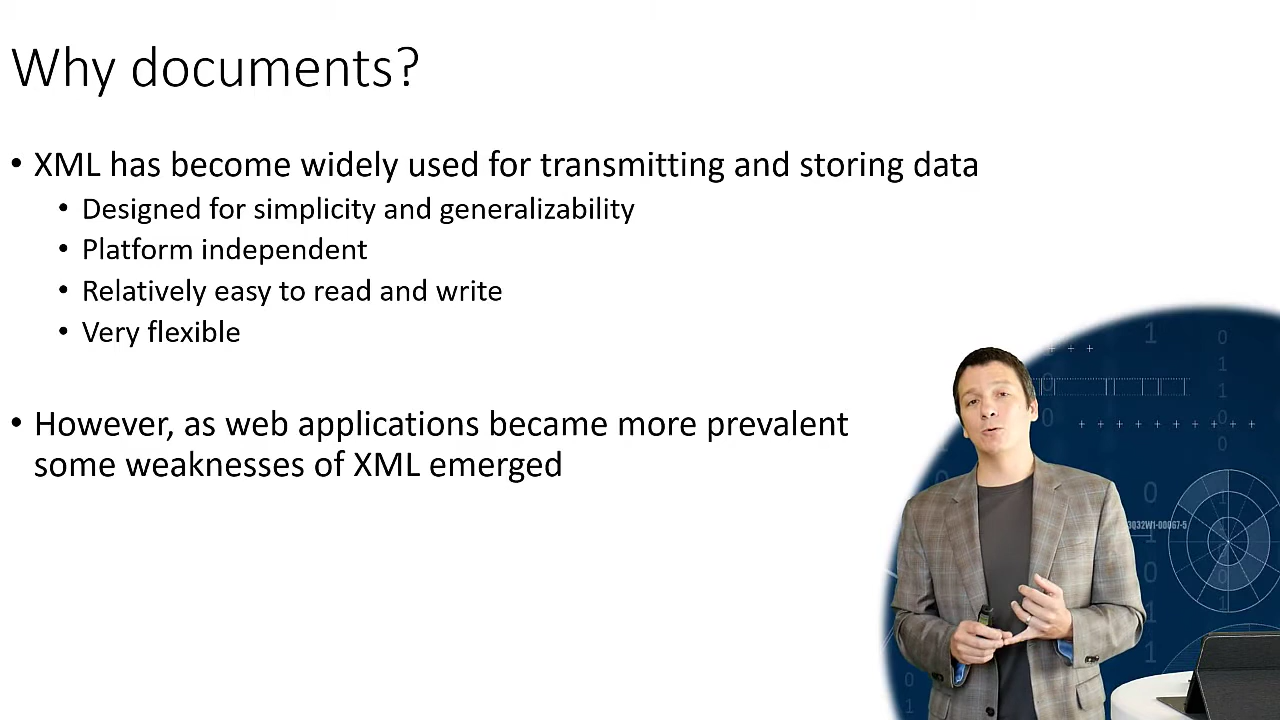 Why documents?
• XML has become widely used for transmitting and storing data
• Designed for simplicity and generalizability
• Platform independent
• Relatively easy to read and write
• Very flexible
• However, as web applications became more prevalent
some weaknesses of XML emerged